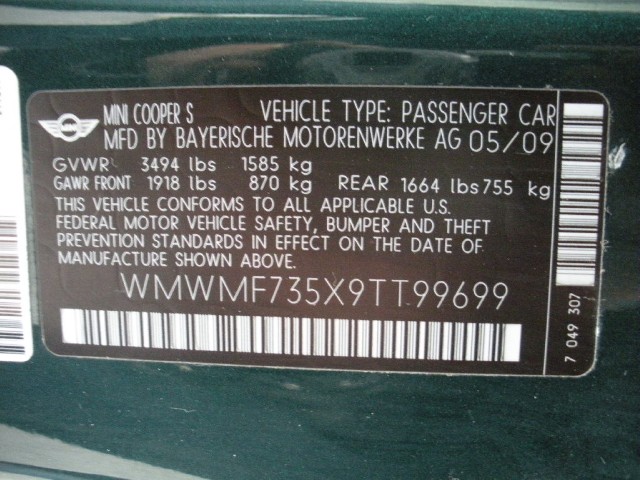 MINI COOPER S VEHICLE TYPE: PASSENGER CAR
MINI MFD BY BAYERISCHE MOTORENWERKE AG 05/09
GVWR 3494 lbs 1585 kg
GAWR FRONT 1918 lbs 870 kg REAR 1664 lbs 755 kg
THIS VEHICLE CONFORMS TO ALL APPLICABLE U.S.
FEDERAL MOTOR VEHICLE SAFETY, BUMPER AND THEFT
PREVENTION STANDARDS IN EFFECT ON THE DATE OF
MANUFACTURE SHOWN ABOVE.
WMWMF735X9TT99699
7 049 307